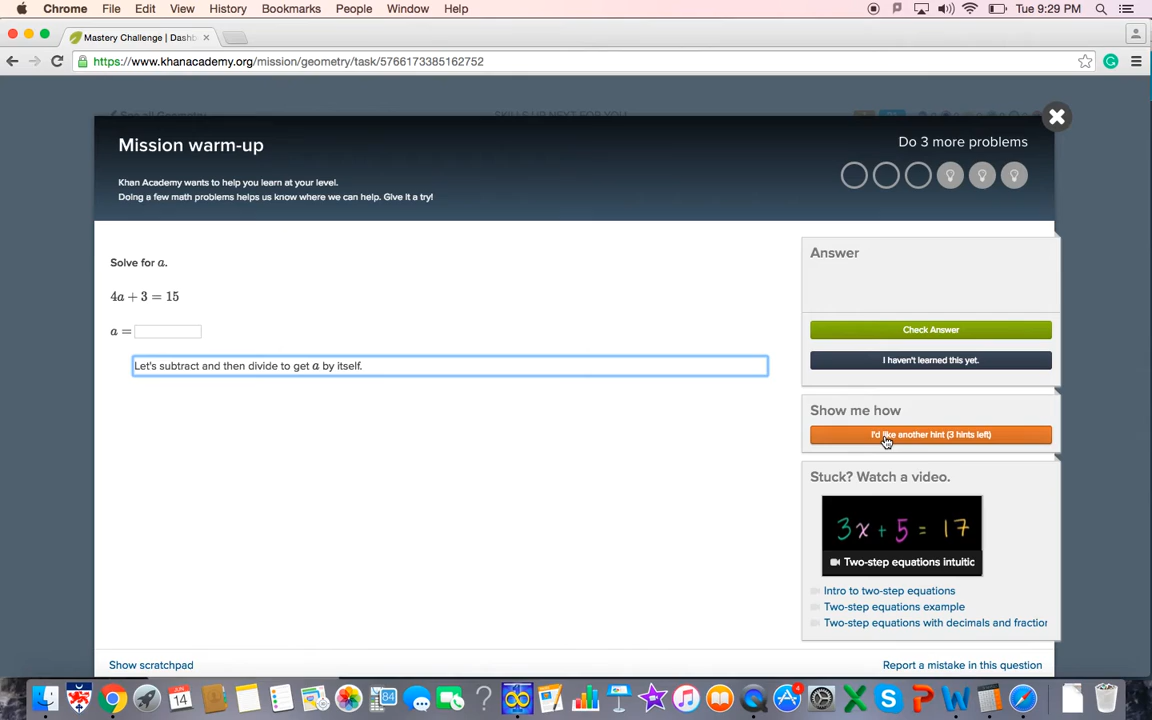 Chrome File Edit View History Bookmarks People Window Help Tue 9:29 PM
Mastery Challenge | Dashb
https://www.khanacademy.org/mission/geometry/task/5766173385162752
Mission warm-up
Do 3 more problems
Khan Academy wants to help you learn at your level.
Doing a few math problems helps us know where we can help. Give it a try!
Solve for a.
4a + 3 = 15
a =
Let's subtract and then divide to get a by itself.
Answer
Check Answer
I haven't learned this yet.
Show me how
I'd like another hint (3 hints left)
Stuck? Watch a video.
3x + 5 = 17
Two-step equations intuitic
Intro to two-step equations
Two-step equations example
Two-step equations with decimals and fraction
Show scratchpad
Report a mistake in this question
JUN
14
4